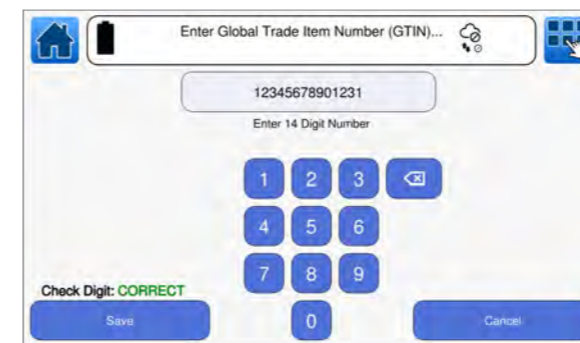 Enter Global Trade Item Number (GTIN)...
12345678901231
Enter 14 Digit Number
1 2 3
4 5 6
7 8 9
Check Digit: CORRECT
Save 0 Cancel